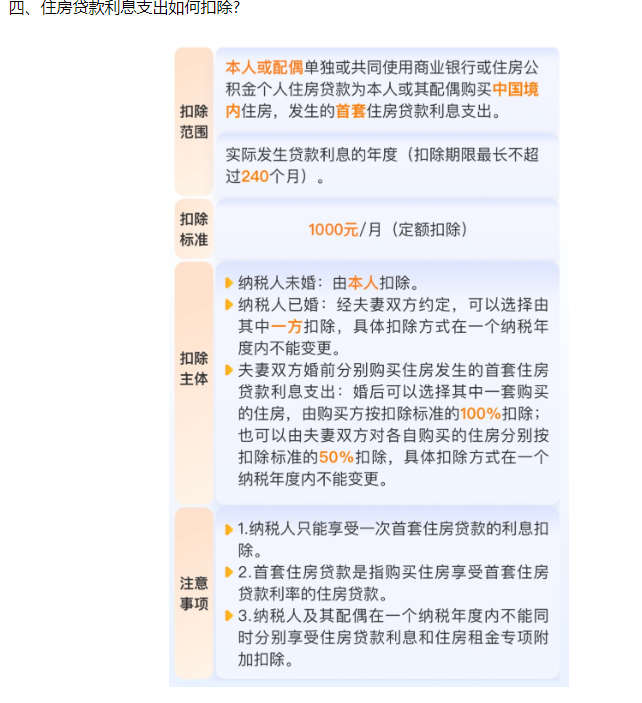 四、住房贷款利息支出如何扣除？
扣除
范围
本人或配偶单独或共同使用商业银行或住房公
积金个人住房贷款为本人或其配偶购买中国境
内住房，发生的首套住房贷款利息支出。
实际发生贷款利息的年度（扣除期限最长不超
过240个月）。
扣除
标准
1000元/月（定额扣除）
扣除
主体
纳税人未婚：由本人扣除。
纳税人已婚：经夫妻双方约定，可以选择由
其中一方扣除，具体扣除方式在一个纳税年
度内不能变更。
夫妻双方婚前分别购买住房发生的首套住房
贷款利息支出：婚后可以选择其中一套购买
的住房，由购买方按扣除标准的100%扣除；
也可以由夫妻双方对各自购买的住房分别按
扣除标准的50%扣除，具体扣除方式在一个
纳税年度内不能变更。
注意
事项
1.纳税人只能享受一次首套住房贷款的利息扣
除。
2.首套住房贷款是指购买住房享受首套住房
贷款利率的住房贷款。
3.纳税人及其配偶在一个纳税年度内不能同
时分别享受住房贷款利息和住房租金专项附
加扣除。